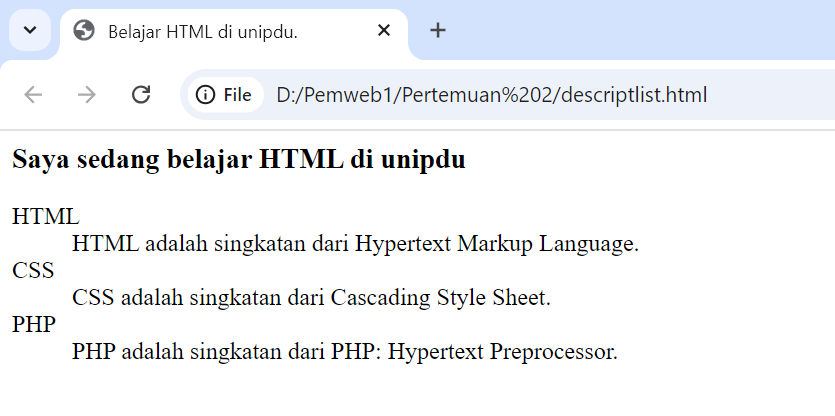 Belajar HTML di unipdu.
File D:/Pemweb1/Pertemuan%202/descriptlist.html
Saya sedang belajar HTML di unipdu
HTML
HTML adalah singkatan dari Hypertext Markup Language.
CSS
CSS adalah singkatan dari Cascading Style Sheet.
PHP
PHP adalah singkatan dari PHP: Hypertext Preprocessor.